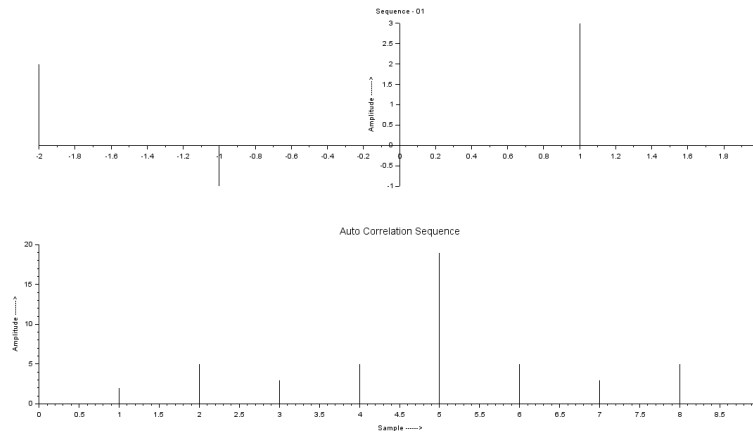 Sequence - 01
3
2.5
2
1.5
1
0.5
0
-1
Amplitude ------>
-2 -1.8 -1.6 -1.4 -1.2 -1 -0.8 -0.6 -0.4 -0.2 0 0.2 0.4 0.6 0.8 1 1.2 1.4 1.6 1.8
Auto Correlation Sequence
20
15
10
5
0
Amplitude ------>
0 0.5 1 1.5 2 2.5 3 3.5 4 4.5 5 5.5 6 6.5 7 7.5 8 8.5
Sample ------>